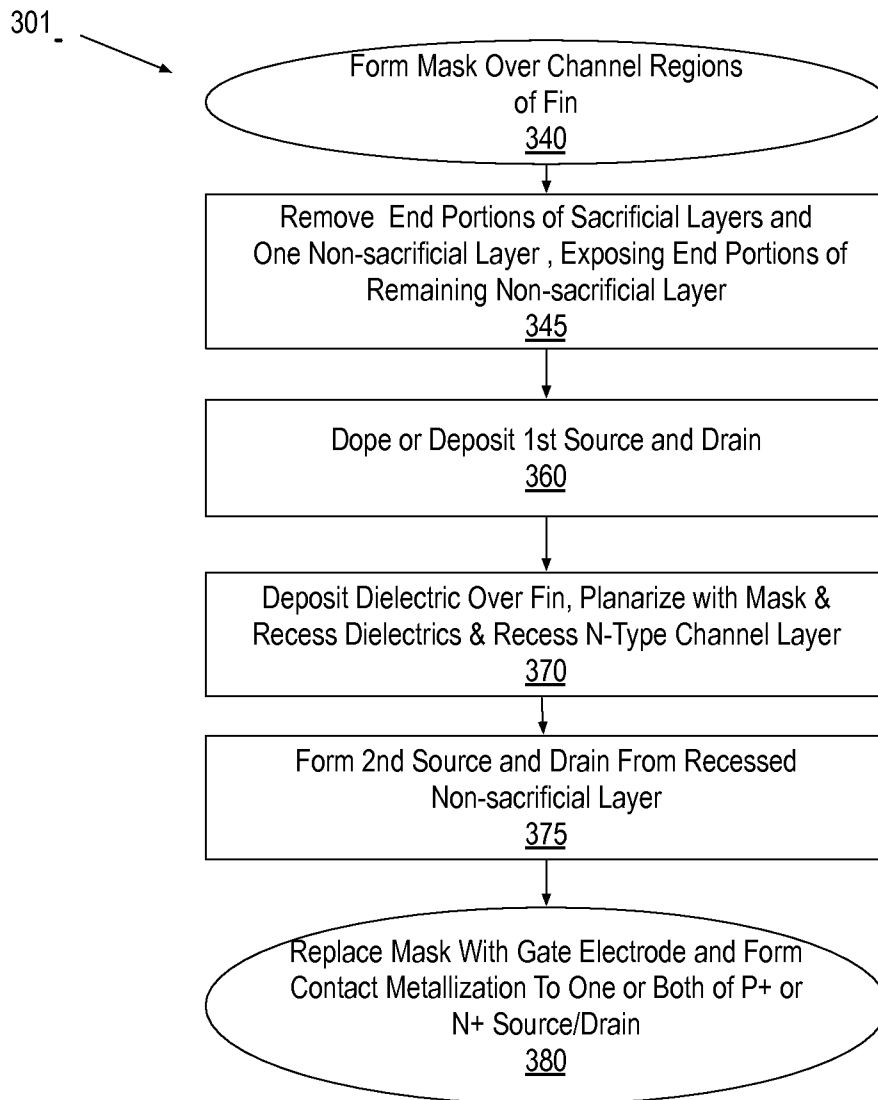 301
Form Mask Over Channel Regions
of Fin
340
Remove End Portions of Sacrificial Layers and
One Non-sacrificial Layer , Exposing End Portions of
Remaining Non-sacrificial Layer
345
Dope or Deposit 1st Source and Drain
360
Deposit Dielectric Over Fin, Planarize with Mask &
Recess Dielectrics & Recess N-Type Channel Layer
370
Form 2nd Source and Drain From Recessed
Non-sacrificial Layer
375
Replace Mask With Gate Electrode and Form
Contact Metallization To One or Both of P+ or
N+ Source/Drain
380